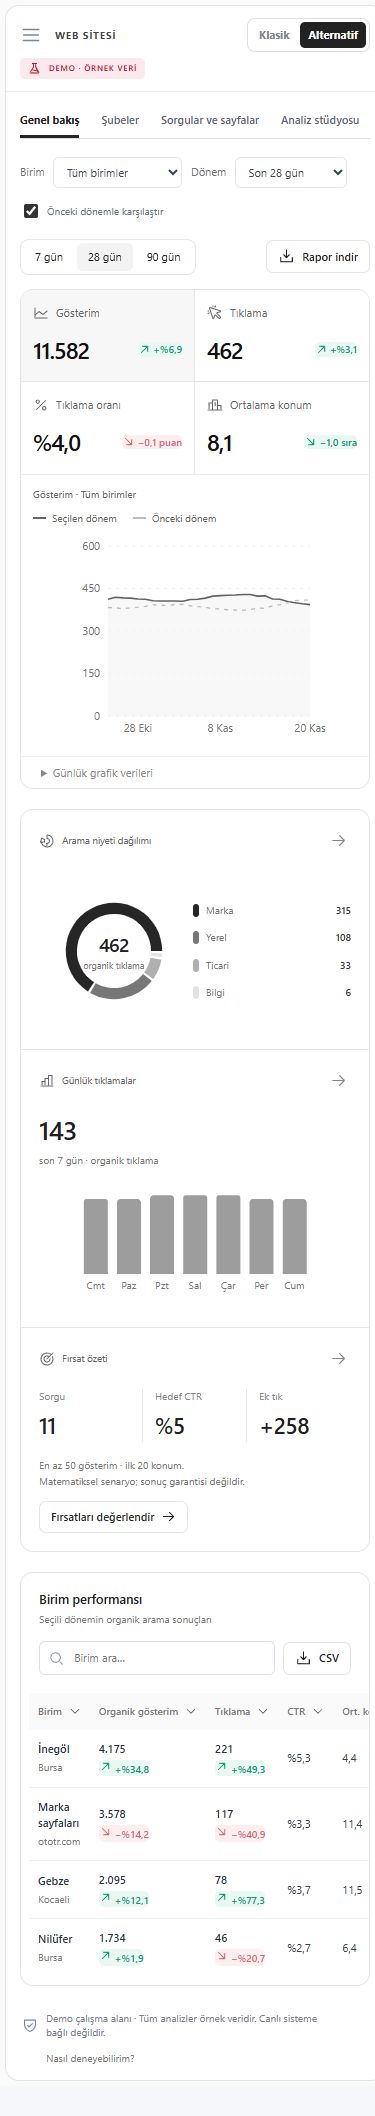 WEB SİTESİ
Klasik Alternatif
DEMO · ÖRNEK VERİ
Genel bakış Şubeler Sorgular ve sayfalar Analiz stüdyosu
Birim Tüm birimler Dönem Son 28 gün
Önceki dönemle karşılaştır
7 gün 28 gün 90 gün Rapor indir
Gösterim Tıklama
11.582 +%6,9 462 +%3,1
Tıklama oranı Ortalama konum
%4,0 −0,1 puan 8,1 −1,0 sıra
Gösterim · Tüm birimler
Seçilen dönem Önceki dönem
600
450
300
150
0
28 Eki 8 Kas 20 Kas
Günlük grafik verileri
Arama niyeti dağılımı
462
organik tıklama
Marka 315
Yerel 108
Ticari 33
Bilgi 6
Günlük tıklamalar
143
son 7 gün · organik tıklama
Cmt Paz Pzt Sal Çar Per Cum
Fırsat özeti
Sorgu Hedef CTR Ek tık
11 %5 +258
En az 50 gösterim · ilk 20 konum.
Matematiksel senaryo; sonuç garantisi değildir.
Fırsatları değerlendir
Birim performansı
Seçili dönemin organik arama sonuçları
Birim ara... CSV
Birim Organik gösterim Tıklama CTR Ort.
İnegöl 4.175 221 %5,3 4,4
Bursa +%34,8 +%49,3
Marka sayfaları 3.578 117 %3,3 11,4
ototr.com −%14,2 −%40,9
Gebze 2.095 78 %3,7 11,5
Kocaeli +%12,1 +%77,3
Nilüfer 1.734 46 %2,7 6,4
Bursa +%1,9 −%20,7
Demo çalışma alanı · Tüm analizler örnek veridir. Canlı sisteme
bağlı değildir.
Nasıl deneyebilirim?